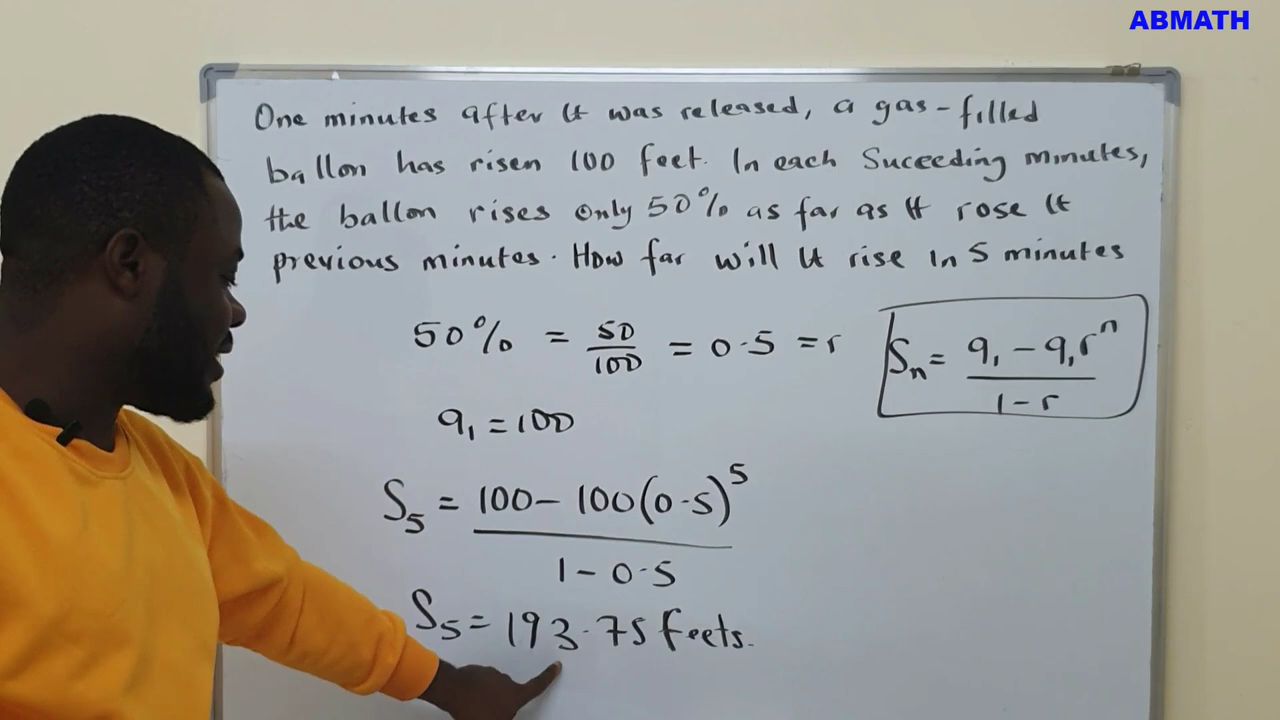 ABMATH
One minutes after it was released, a gas-filled
ballon has risen 100 feet. In each Suceeding minutes,
the ballon rises only 50% as far as it rose it
previous minutes. How far will it rise in 5 minutes
50% = 50/100 = 0.5 = r
Sₙ = (a₁ - a₁rⁿ)/(1 - r)
a₁ = 100
S₅ = (100 - 100(0.5)⁵)/(1 - 0.5)
S₅ = 193.75 feets.